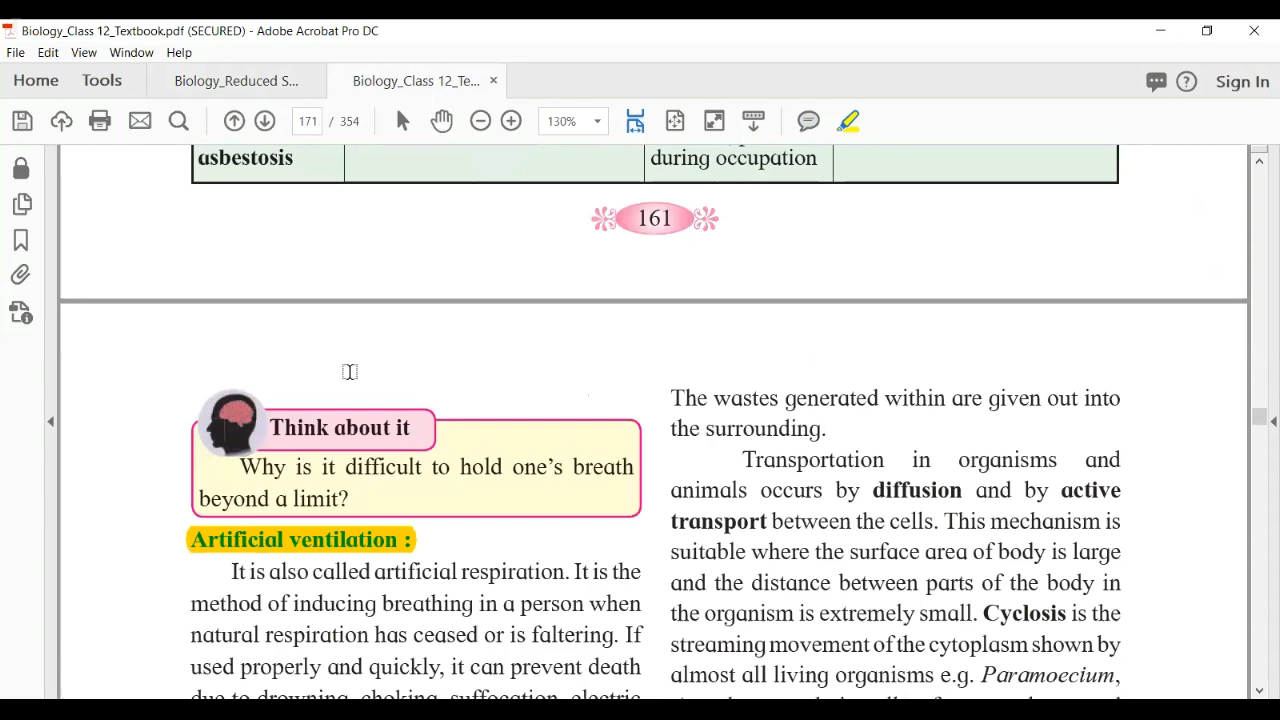 Biology_Class 12_Textbook.pdf (SECURED) - Adobe Acrobat Pro DC
File Edit View Window Help
Home Tools Biology_Reduced S... Biology_Class 12_Te... × Sign In
171 / 354 130%
asbestosis
during occupation
161
Think about it
Why is it difficult to hold one's breath
beyond a limit?
Artificial ventilation :
It is also called artificial respiration. It is the
method of inducing breathing in a person when
natural respiration has ceased or is faltering. If
used properly and quickly, it can prevent death
due to drowning, choking, suffocation, electric
The wastes generated within are given out into
the surrounding.
Transportation in organisms and
animals occurs by diffusion and by active
transport between the cells. This mechanism is
suitable where the surface area of body is large
and the distance between parts of the body in
the organism is extremely small. Cyclosis is the
streaming movement of the cytoplasm shown by
almost all living organisms e.g. Paramoecium,